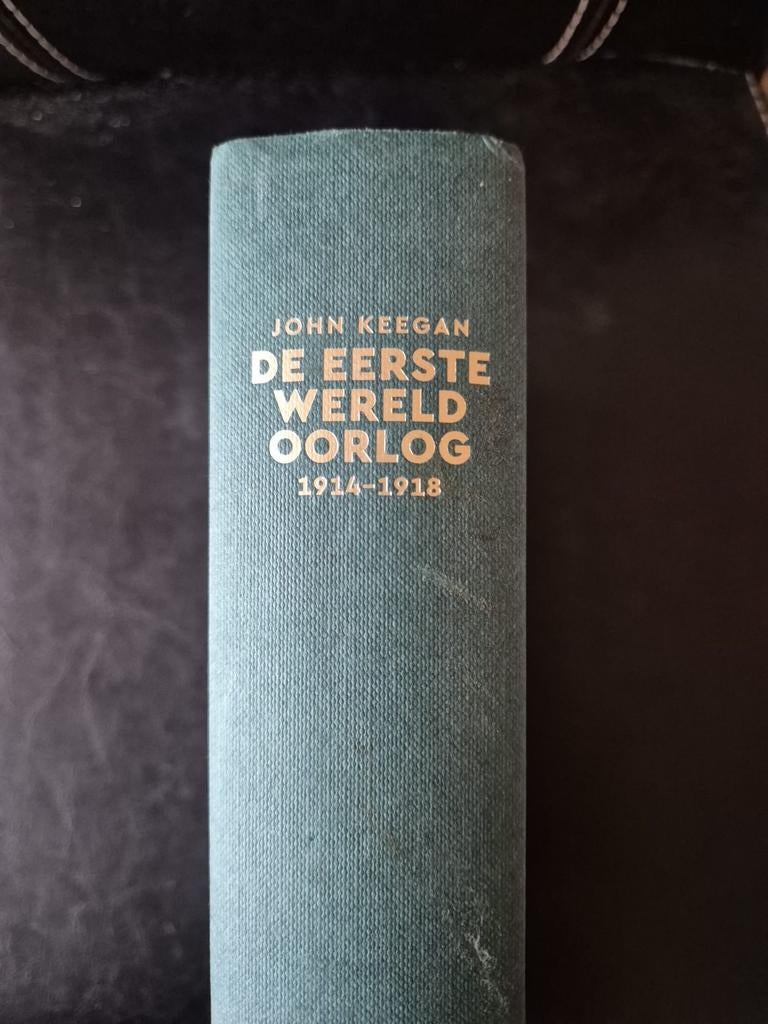 JOHN KEEGAN
DE EERSTE
WERELD
OORLOG
1914–1918